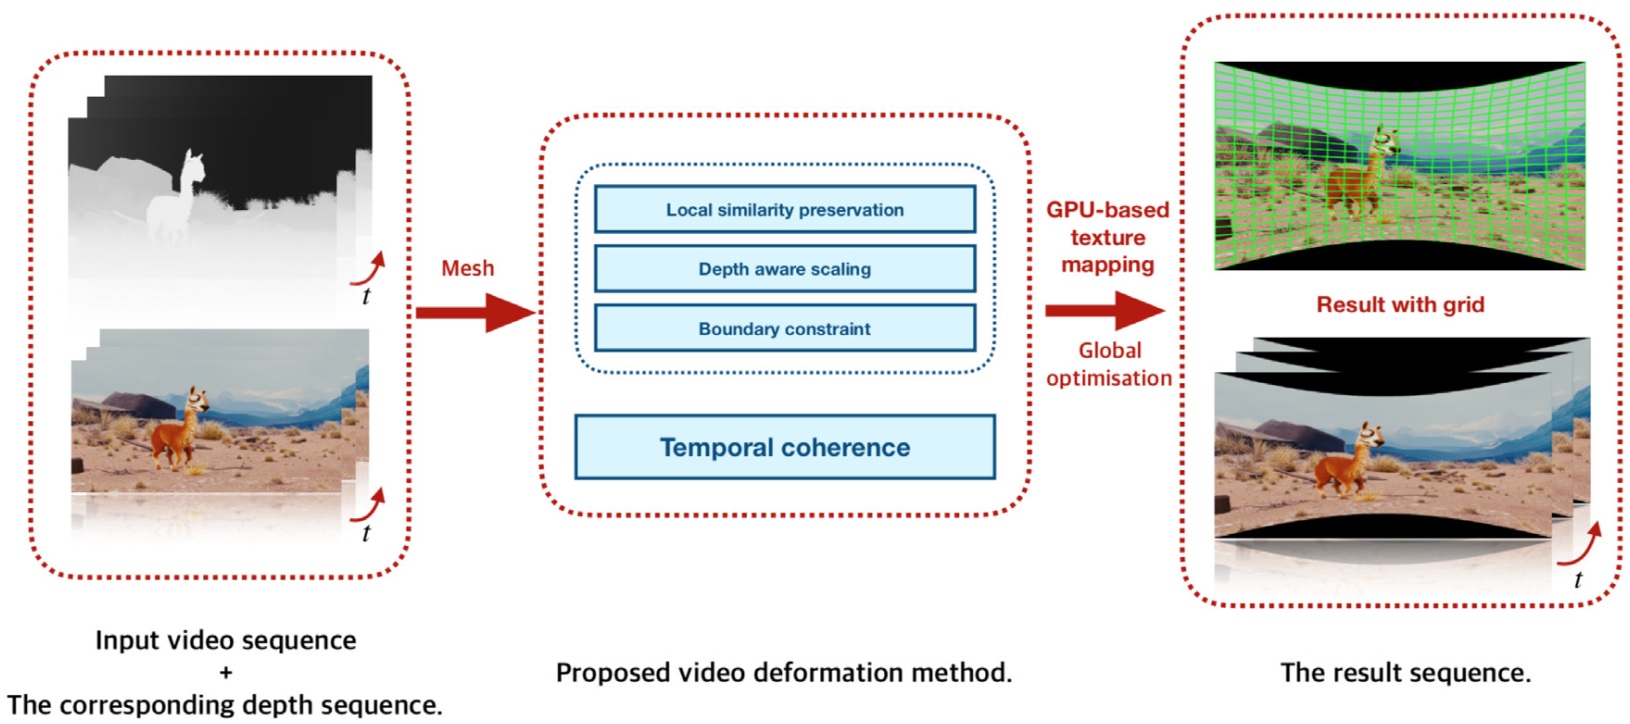 t
t
Input video sequence
+
The corresponding depth sequence.
Mesh
Local similarity preservation
Depth aware scaling
Boundary constraint
Temporal coherence
Proposed video deformation method.
GPU-based
texture
mapping
Global
optimisation
Result with grid
t
The result sequence.